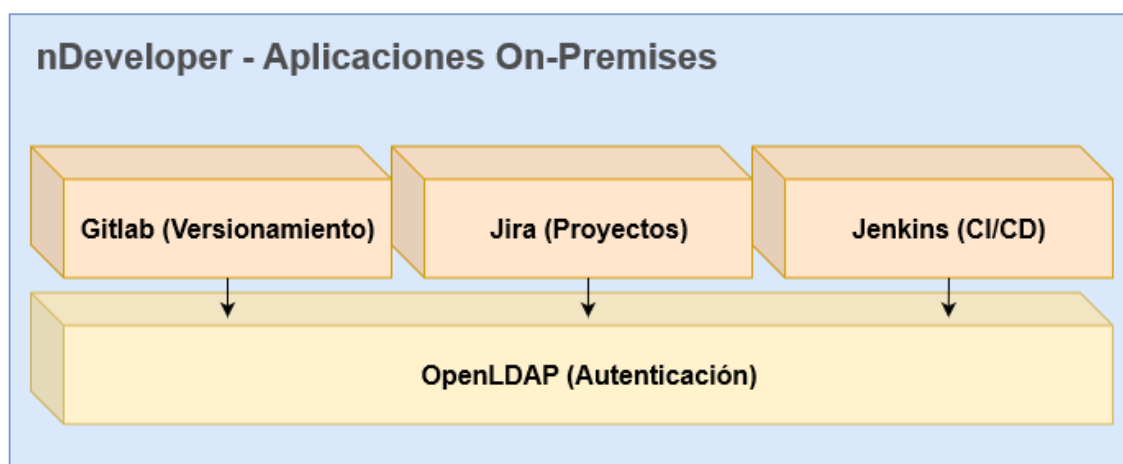 nDeveloper - Aplicaciones On-Premises
Gitlab (Versionamiento)
Jira (Proyectos)
Jenkins (CI/CD)
OpenLDAP (Autenticación)